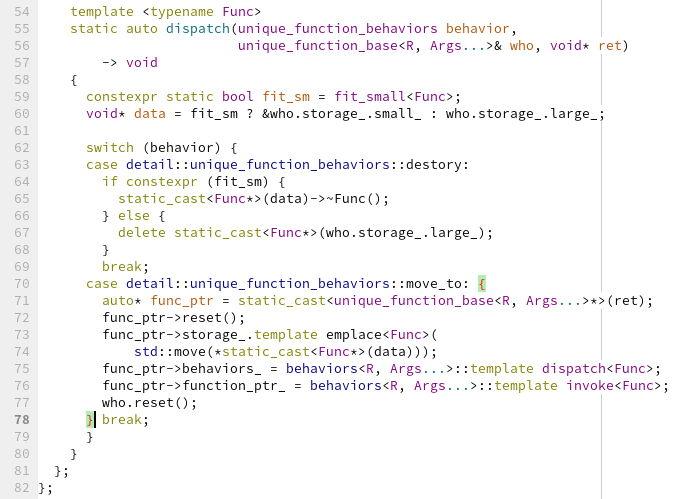 54 template <typename Func>
55 static auto dispatch(unique_function_behaviors behavior,
56 unique_function_base<R, Args...>& who, void* ret)
57 -> void
58 {
59 constexpr static bool fit_sm = fit_small<Func>;
60 void* data = fit_sm ? &who.storage_.small_ : who.storage_.large_;
61
62 switch (behavior) {
63 case detail::unique_function_behaviors::destory:
64 if constexpr (fit_sm) {
65 static_cast<Func*>(data)->~Func();
66 } else {
67 delete static_cast<Func*>(who.storage_.large_);
68 }
69 break;
70 case detail::unique_function_behaviors::move_to: {
71 auto* func_ptr = static_cast<unique_function_base<R, Args...>*>(ret);
72 func_ptr->reset();
73 func_ptr->storage_.template emplace<Func>(
74 std::move(*static_cast<Func*>(data)));
75 func_ptr->behaviors_ = behaviors<R, Args...>::template dispatch<Func>;
76 func_ptr->function_ptr_ = behaviors<R, Args...>::template invoke<Func>;
77 who.reset();
78 } break;
79 }
80 }
81 };
82 };